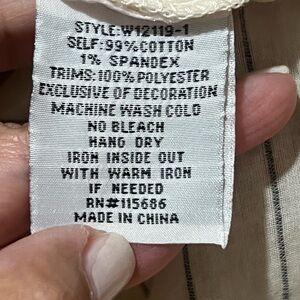 STYLE:W12119-1
SELF:99%COTTON
1% SPANDEX
TRIMS:100%POLYESTER
EXCLUSIVE OF DECORATION
MACHINE WASH COLD
NO BLEACH
HANG DRY
IRON INSIDE OUT
WITH WARM IRON
IF NEEDED
RN#115686
MADE IN CHINA